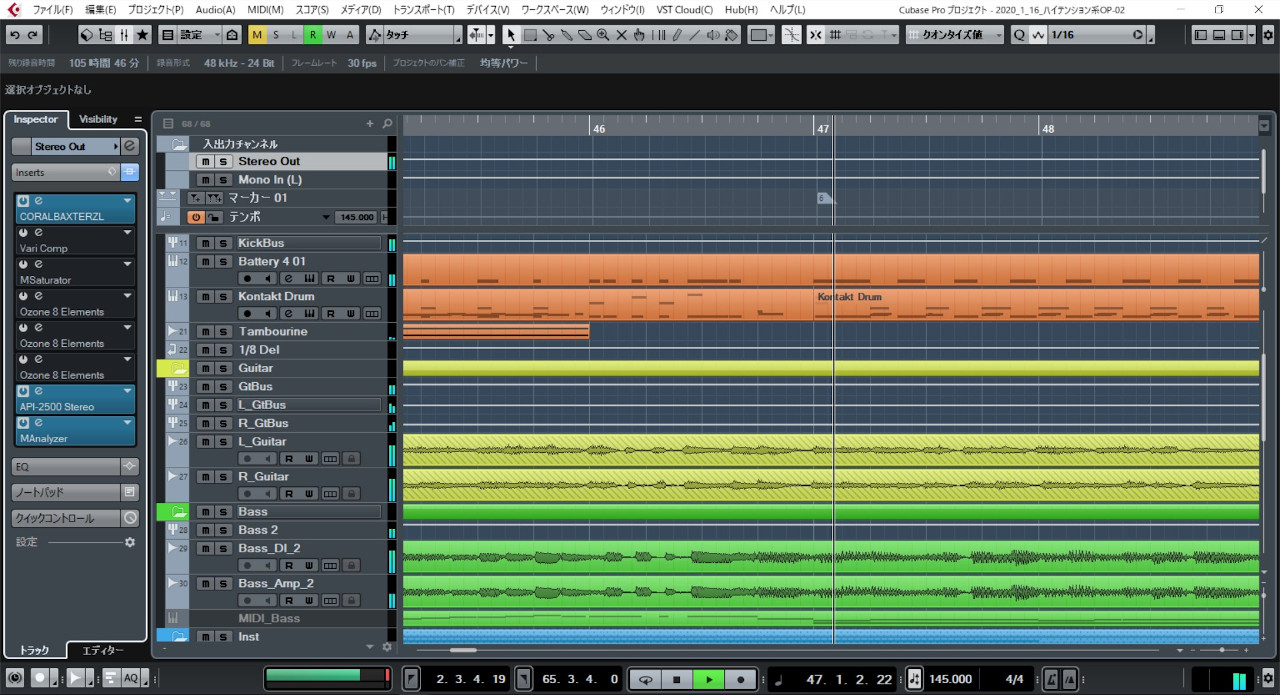 ファイル(F) 編集(E) プロジェクト(P) Audio(A) MIDI(M) スコア(S) メディア(D) トランスポート(T) デバイス(V) ワークスペース(W) ウィンドウ(I) VST Cloud(C) Hub(H) ヘルプ(L) Cubase Pro プロジェクト - 2020_1_16_ハイテンション系OP-02
設定 M S L R W A タッチ クオンタイズ値 Q 1/16
残り録音時間 105 時間 46 分 録音形式 48 kHz - 24 Bit フレームレート 30 fps プロジェクトのパン補正 均等パワー
選択オブジェクトなし
Inspector Visibility
Stereo Out
Inserts
CORALBAXTERZL
Vari Comp
MSaturator
Ozone 8 Elements
Ozone 8 Elements
Ozone 8 Elements
API-2500 Stereo
MAnalyzer
EQ
ノートパッド
クイックコントロール
設定
トラック エディター
68 / 68
46 47 48
入出力チャンネル
m S Stereo Out
m S Mono In (L)
マーカー 01
6
テンポ 145.000
11 m S KickBus
12 m S Battery 4 01
e R W
13 m S Kontakt Drum
e R W
Kontakt Drum
21 m S Tambourine
22 m S 1/8 Del
m S Guitar
23 m S GtBus
24 m S L_GtBus
25 m S R_GtBus
26 m S L_Guitar
R W
27 m S R_Guitar
R W
m S Bass
28 m S Bass 2
29 m S Bass_DI_2
R W
30 m S Bass_Amp_2
R W
MIDI_Bass
m S Inst
AQ 2. 3. 4. 19 65. 3. 4. 0 47. 1. 2. 22 145.000 4/4